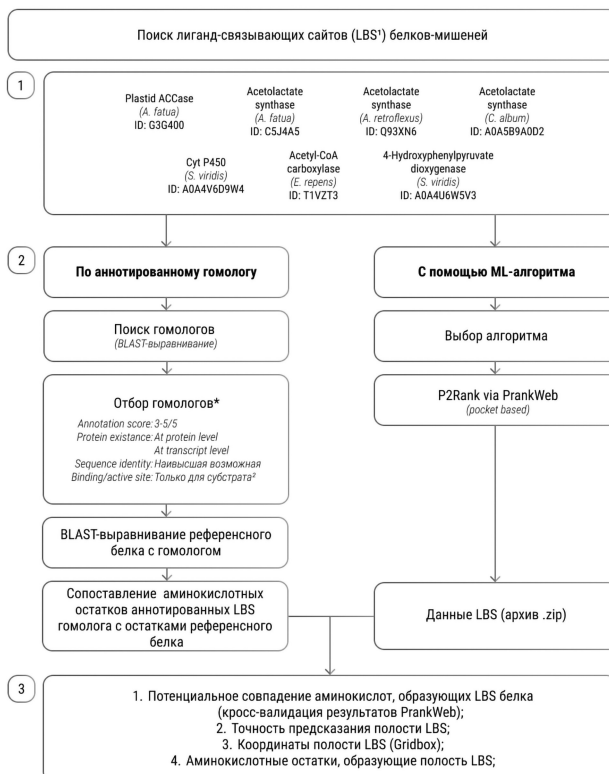 Поиск лиганд-связывающих сайтов (LBS¹) белков-мишеней
1
Plastid ACCase
(A. fatua)
ID: G3G400
Acetolactate
synthase
(A. fatua)
ID: C5J4A5
Acetolactate
synthase
(A. retroflexus)
ID: Q93XN6
Acetolactate
synthase
(C. album)
ID: A0A5B9A0D2
Cyt P450
(S. viridis)
ID: A0A4V6D9W4
Acetyl-CoA
carboxylase
(E. repens)
ID: T1VZT3
4-Hydroxyphenylpyruvate
dioxygenase
(S. viridis)
ID: A0A4U6W5V3
2
По аннотированному гомологу
Поиск гомологов
(BLAST-выравнивание)
Отбор гомологов*
Annotation score: 3-5/5
Protein existance: At protein level
At transcript level
Sequence identity: Наивысшая возможная
Binding/active site: Только для субстрата²
BLAST-выравнивание референсного
белка с гомологом
Сопоставление аминокислотных
остатков аннотированных LBS
гомолога с остатками референсного
белка
С помощью ML-алгоритма
Выбор алгоритма
P2Rank via PrankWeb
(pocket based)
Данные LBS (архив .zip)
3
1. Потенциальное совпадение аминокислот, образующих LBS белка
(кросс-валидация результатов PrankWeb);
2. Точность предсказания полости LBS;
3. Координаты полости LBS (Gridbox);
4. Аминокислотные остатки, образующие полость LBS;